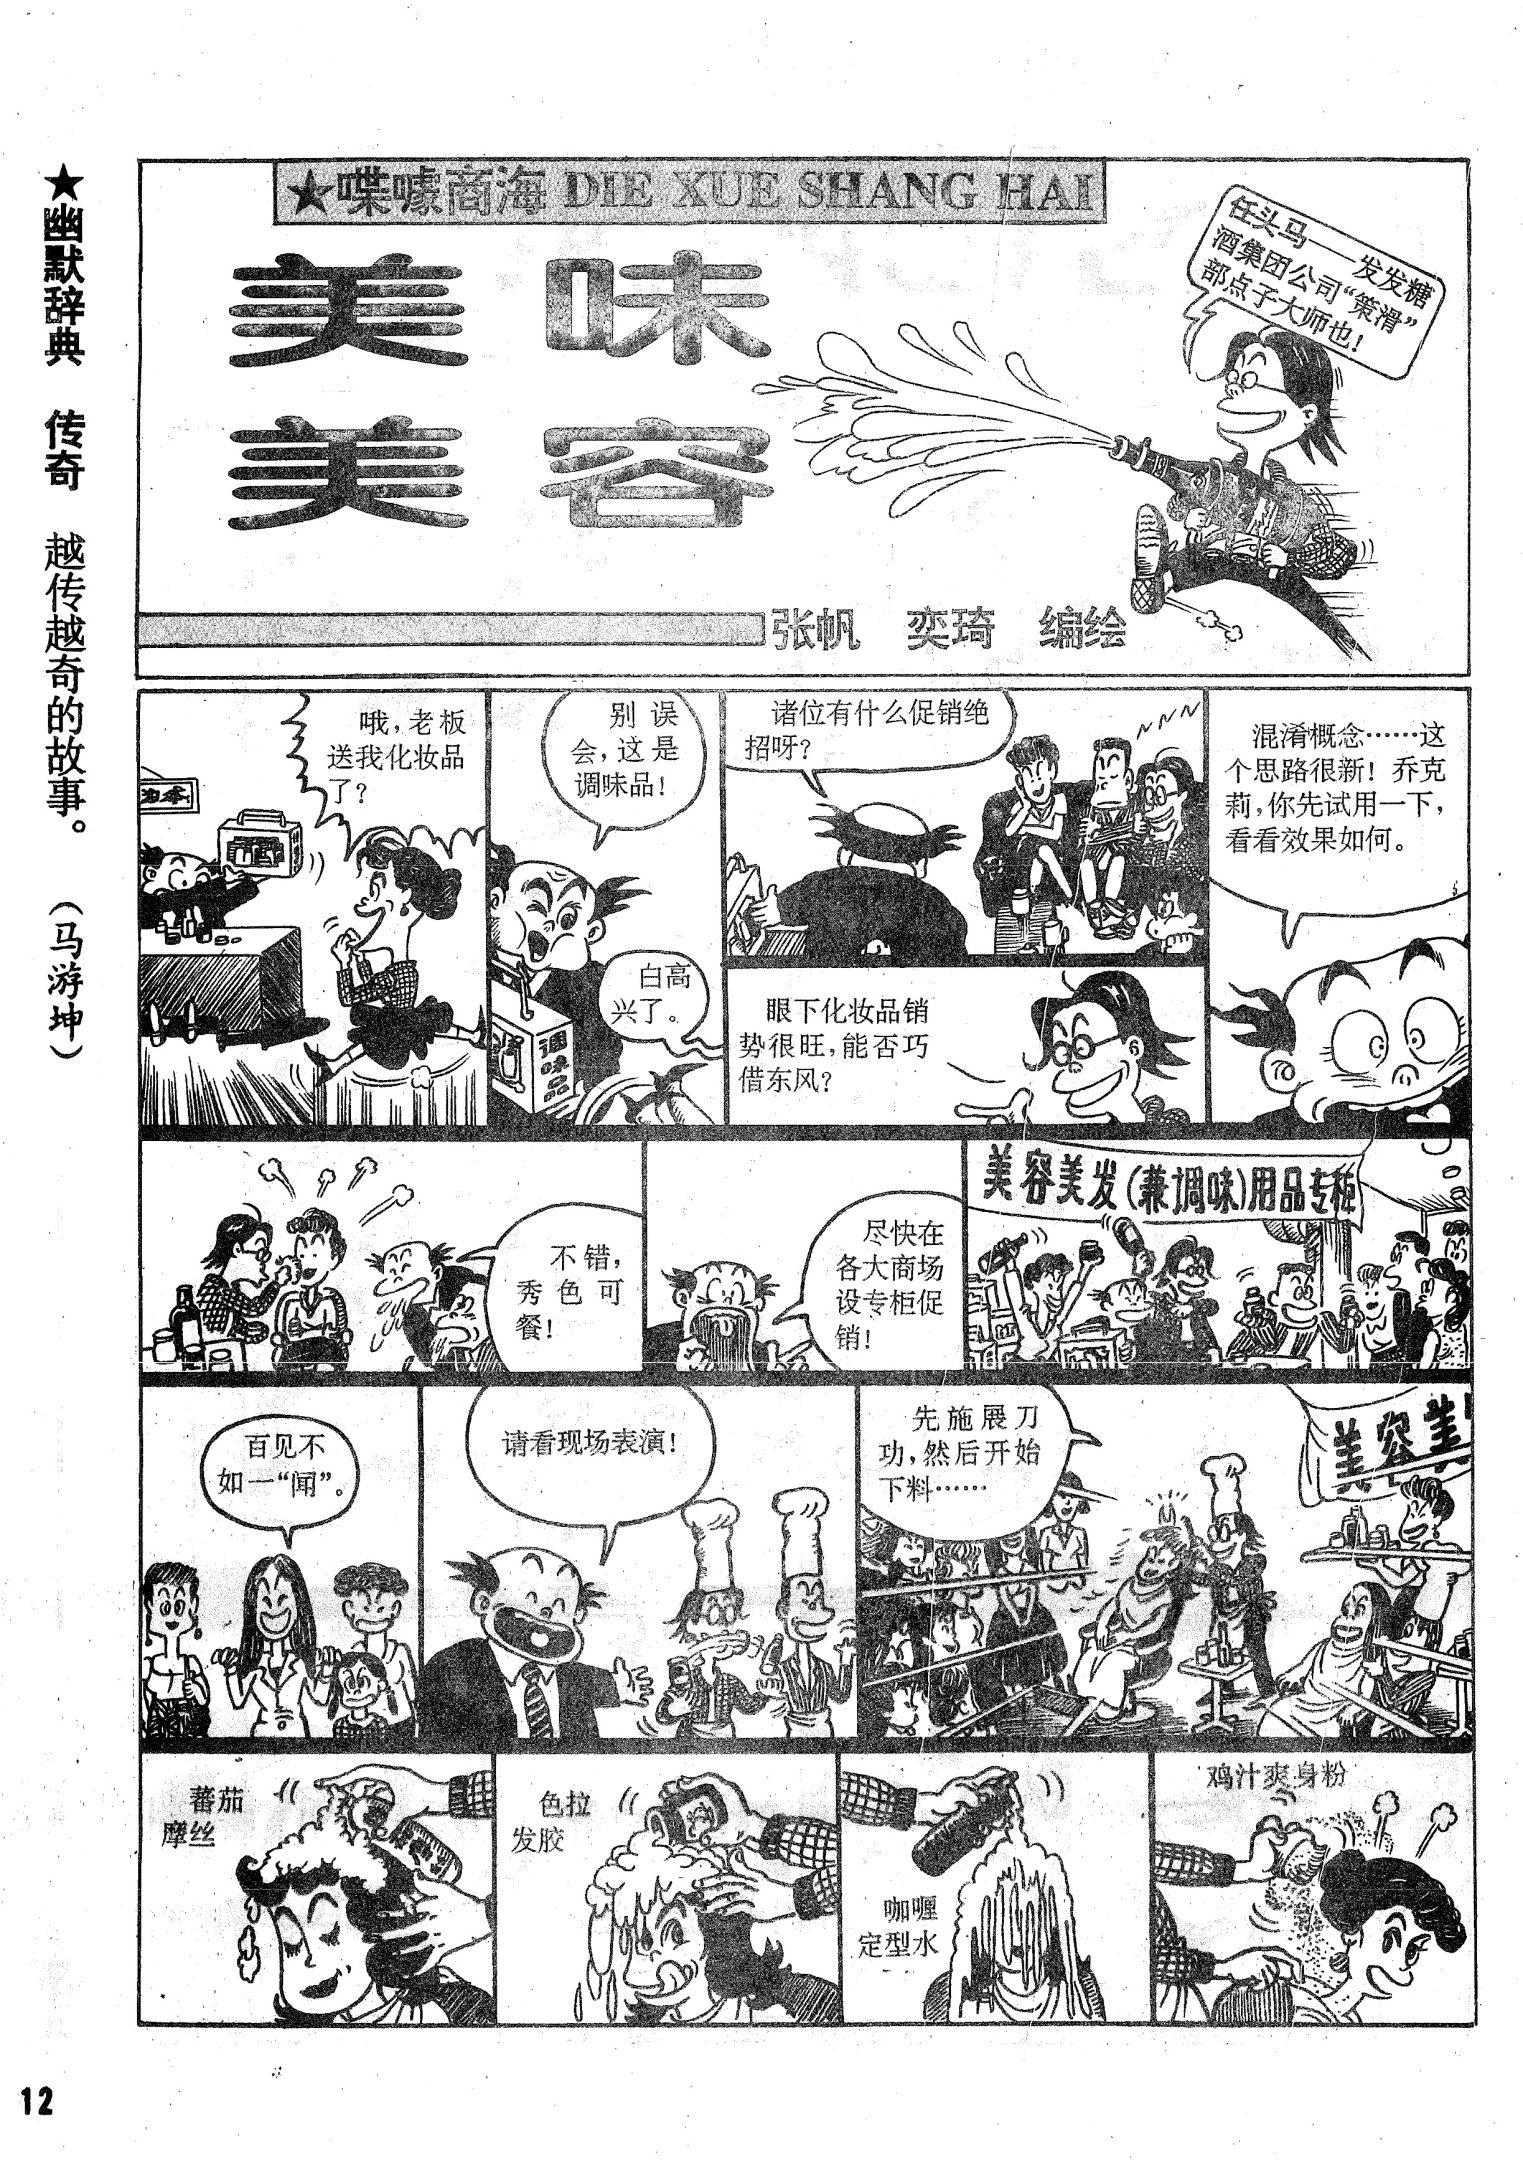 ★喋噱商海 DIE XUE SHANG HAI
美味
美容
任头马——发发糖
酒集团公司“策滑”
部点子大师也！
张帆 奕琦 编绘
★幽默辞典 传奇 越传越奇的故事。 (马游坤)
哦，老板
送我化妆品
了？
别误
会，这是
调味品！
白高
兴了。
调味品
诸位有什么促销绝
招呀？
眼下化妆品销
势很旺，能否巧
借东风？
混淆概念……这
个思路很新！乔克
莉，你先试用一下，
看看效果如何。
不错，
秀色可
餐！
尽快在
各大商场
设专柜促
销！
美容美发(兼调味)用品专柜
百见不
如一“闻”。
请看现场表演！
先施展刀
功，然后开始
下料……
美容美
蕃茄
摩丝
色拉
发胶
咖喱
定型水
鸡汁爽身粉
12